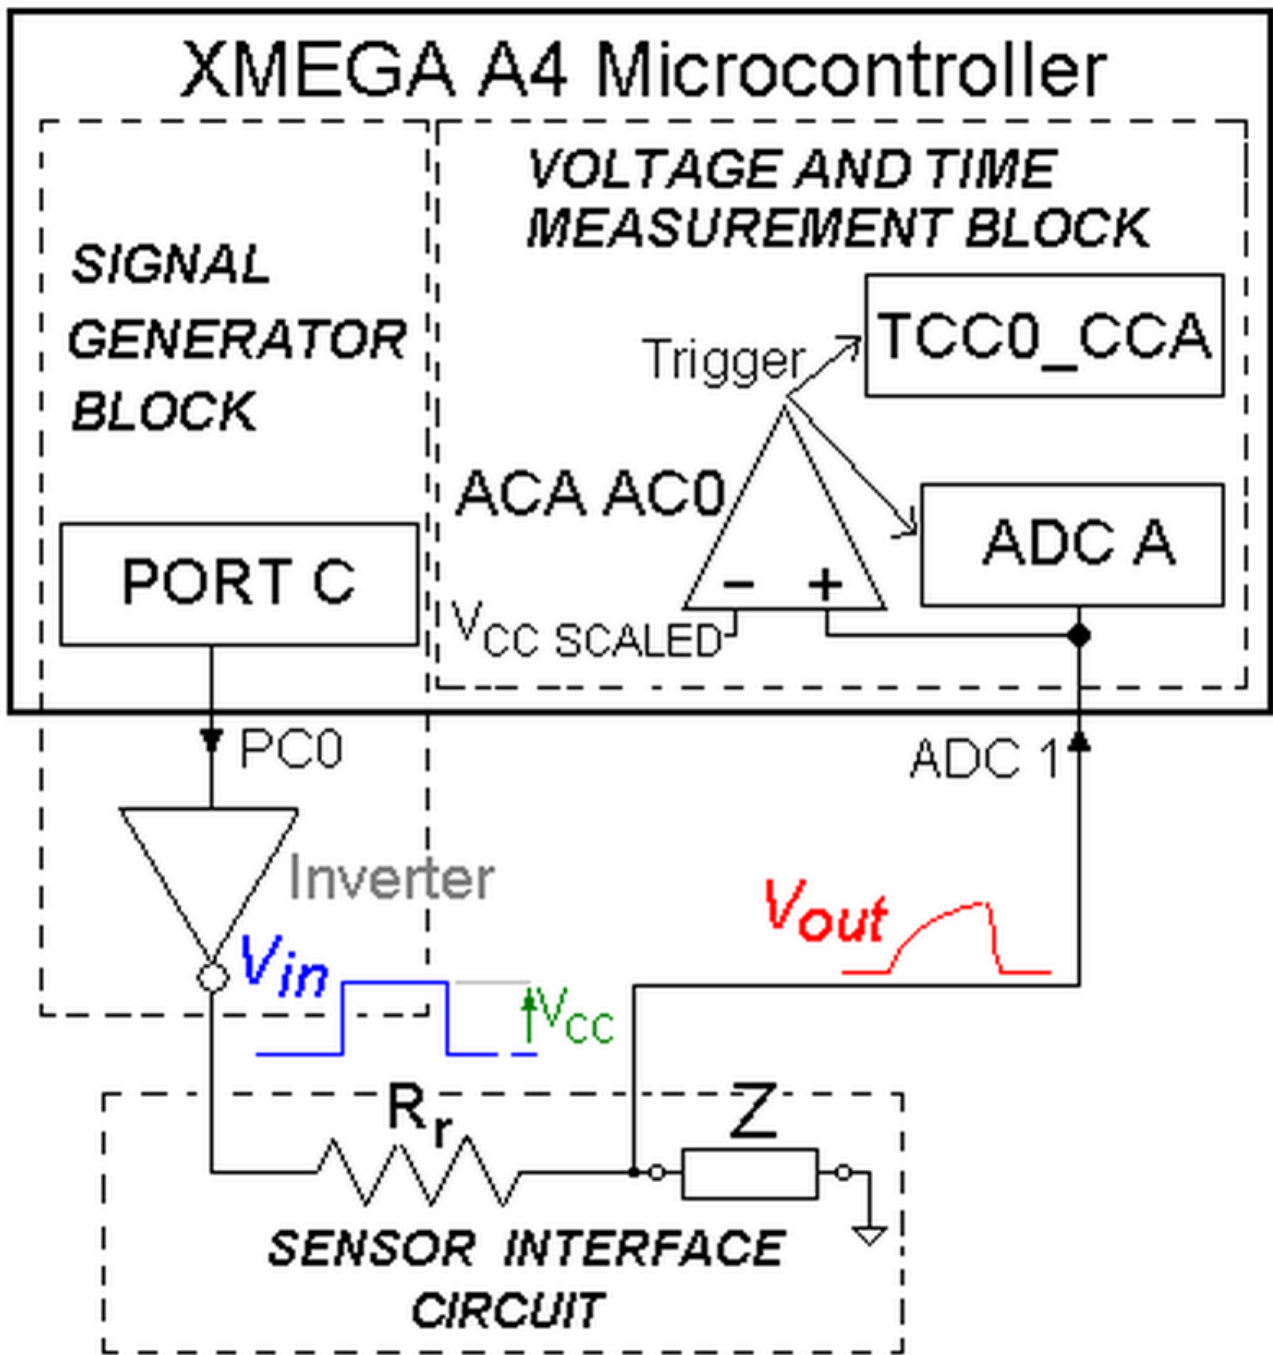 XMEGA A4 Microcontroller
SIGNAL
GENERATOR
BLOCK
VOLTAGE AND TIME
MEASUREMENT BLOCK
Trigger
TCC0_CCA
ACA AC0
ADC A
PORT C
- +
VCC SCALED
PC0
ADC 1
Inverter
Vin
Vout
VCC
Rr
Z
SENSOR INTERFACE
CIRCUIT